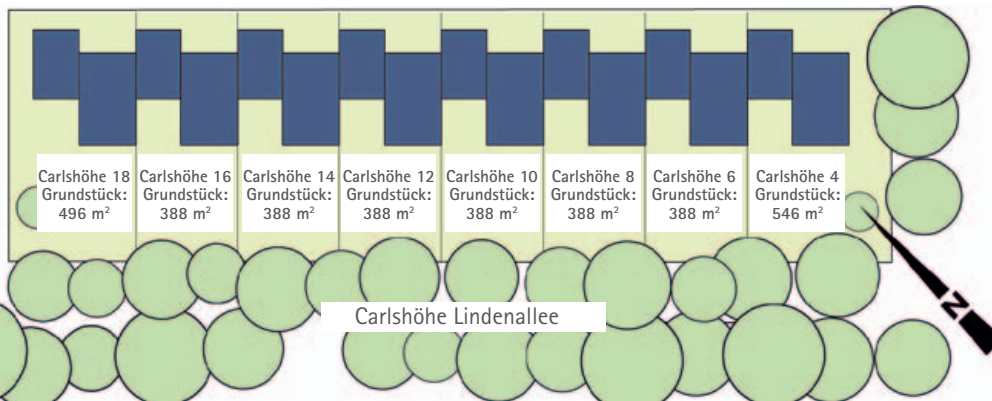 Carlshöhe 18
Grundstück:
496 m²
Carlshöhe 16
Grundstück:
388 m²
Carlshöhe 14
Grundstück:
388 m²
Carlshöhe 12
Grundstück:
388 m²
Carlshöhe 10
Grundstück:
388 m²
Carlshöhe 8
Grundstück:
388 m²
Carlshöhe 6
Grundstück:
388 m²
Carlshöhe 4
Grundstück:
546 m²
N
Carlshöhe Lindenallee